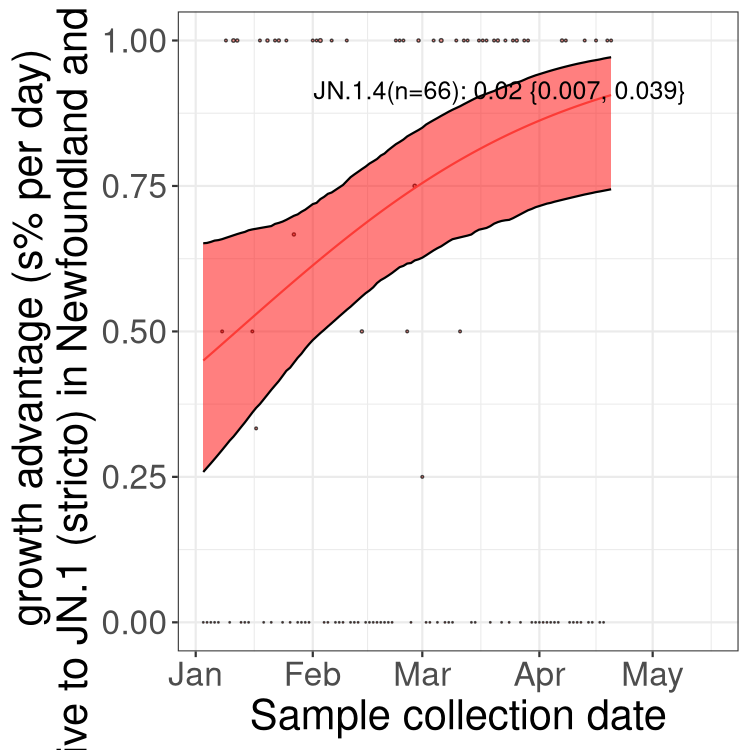 growth advantage (s% per day)
ive to JN.1 (stricto) in Newfoundland and
1.00
0.75
0.50
0.25
0.00
JN.1.4(n=66): 0.02 {0.007, 0.039}
Jan Feb Mar Apr May
Sample collection date